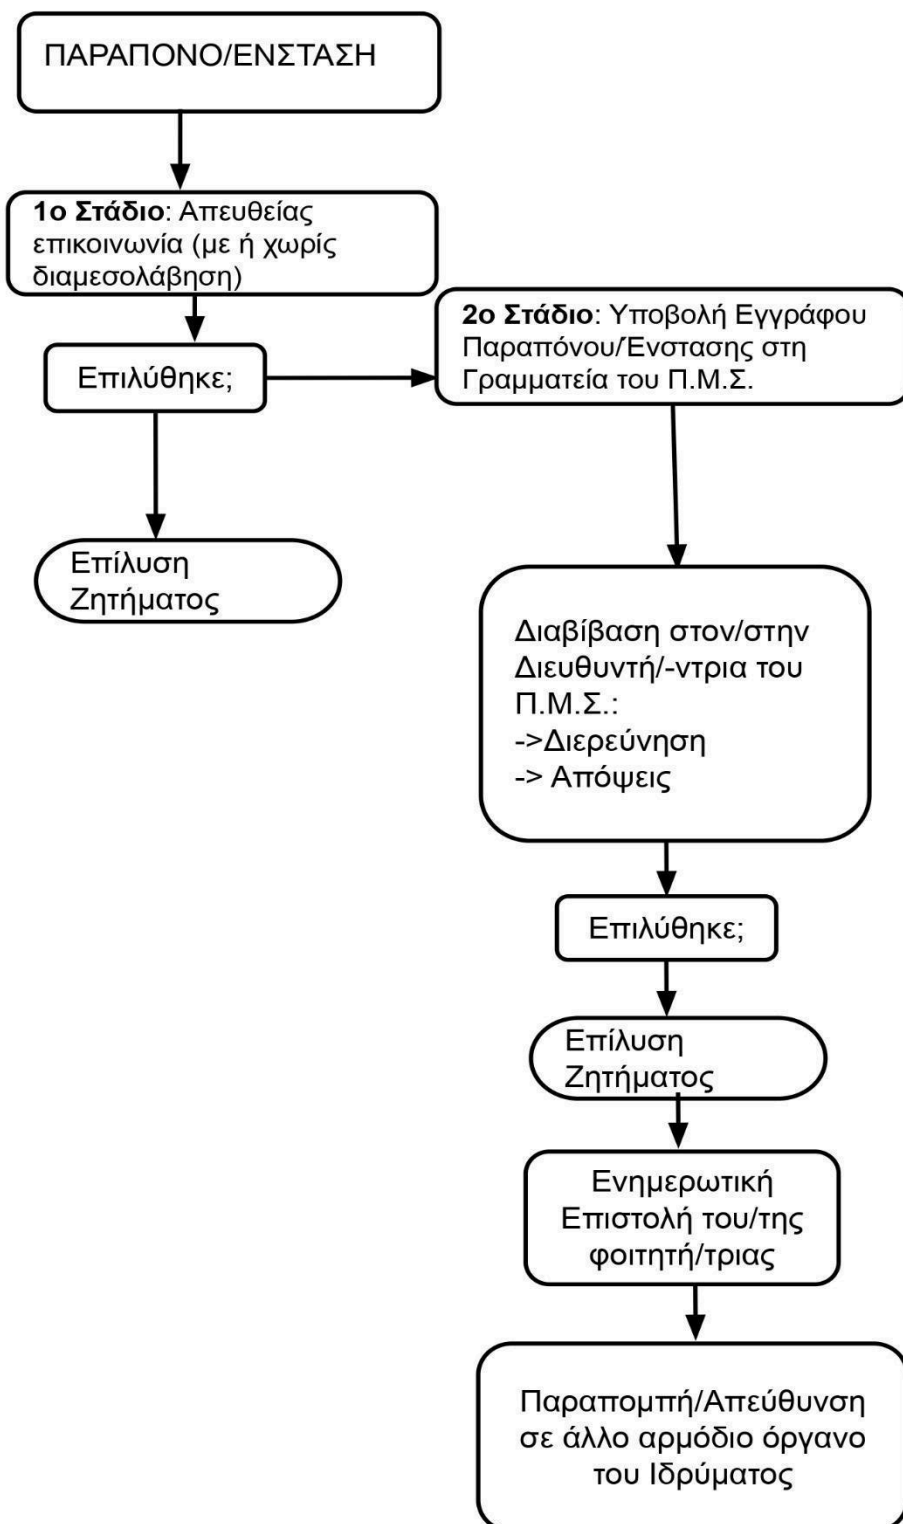 ΠΑΡΑΠΟΝΟ/ΕΝΣΤΑΣΗ
1ο Στάδιο: Απευθείας
επικοινωνία (με ή χωρίς
διαμεσολάβηση)
Επιλύθηκε;
2ο Στάδιο: Υποβολή Εγγράφου
Παραπόνου/Ένστασης στη
Γραμματεία του Π.Μ.Σ.
Επίλυση
Ζητήματος
Διαβίβαση στον/στην
Διευθυντή/-ντρια του
Π.Μ.Σ.:
->Διερεύνηση
-> Απόψεις
Επιλύθηκε;
Επίλυση
Ζητήματος
Ενημερωτική
Επιστολή του/της
φοιτητή/τριας
Παραπομπή/Απεύθυνση
σε άλλο αρμόδιο όργανο
του Ιδρύματος